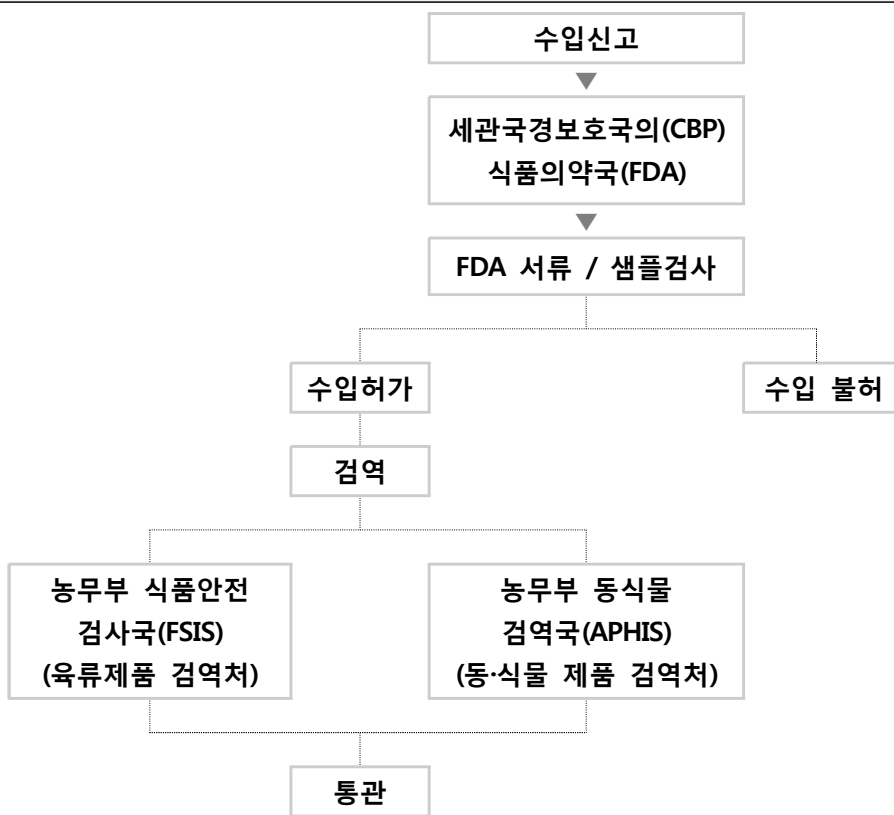 수입신고
세관국경보호국의(CBP)
식품의약국(FDA)
FDA 서류 / 샘플검사
수입허가
수입 불허
검역
농무부 식품안전
검사국(FSIS)
(육류제품 검역처)
농무부 동식물
검역국(APHIS)
(동·식물 제품 검역처)
통관